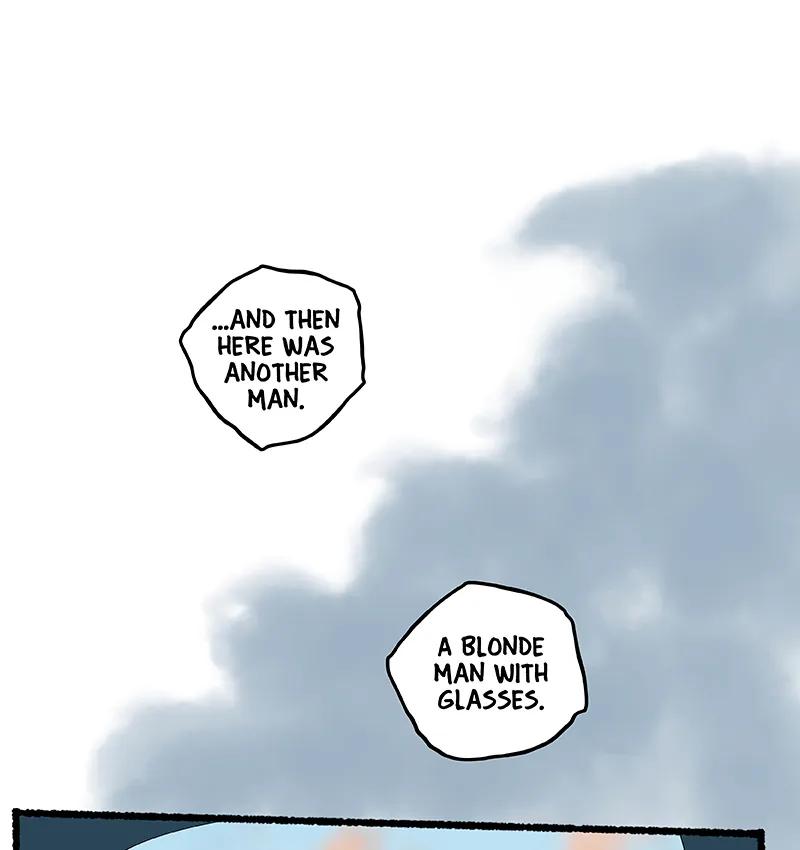 ...AND THEN
HERE WAS
ANOTHER
MAN.
A BLONDE
MAN WITH
GLASSES.